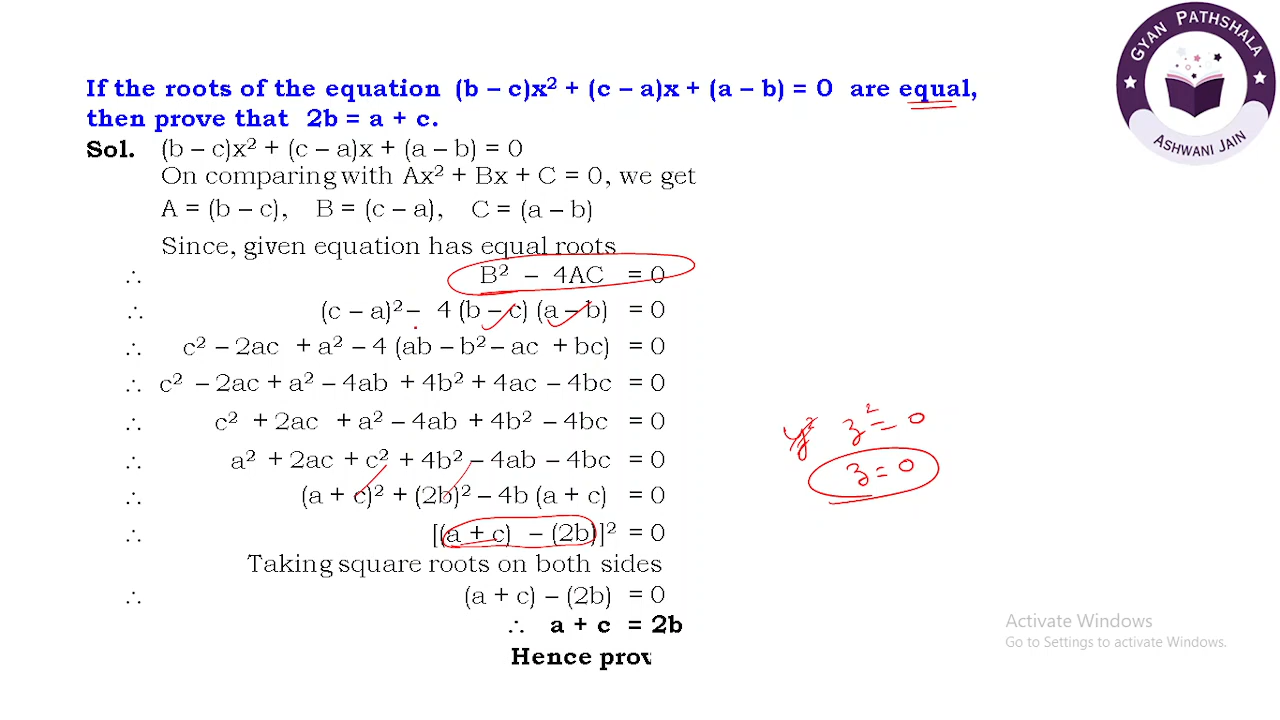 GYAN PATHSHALA
ASHWANI JAIN
If the roots of the equation (b – c)x² + (c – a)x + (a – b) = 0 are equal,
then prove that 2b = a + c.
Sol. (b – c)x² + (c – a)x + (a – b) = 0
On comparing with Ax² + Bx + C = 0, we get
A = (b – c), B = (c – a), C = (a – b)
Since, given equation has equal roots
∴ B² – 4AC = 0
∴ (c – a)² – 4 (b – c) (a – b) = 0
∴ c² – 2ac + a² – 4 (ab – b² – ac + bc) = 0
∴ c² – 2ac + a² – 4ab + 4b² + 4ac – 4bc = 0
∴ c² + 2ac + a² – 4ab + 4b² – 4bc = 0
∴ a² + 2ac + c² + 4b² – 4ab – 4bc = 0
∴ (a + c)² + (2b)² – 4b (a + c) = 0
∴ [(a + c) – (2b)]² = 0
Taking square roots on both sides
∴ (a + c) – (2b) = 0
∴ a + c = 2b
Hence prov
y² z² = 0
z = 0
Activate Windows
Go to Settings to activate Windows.